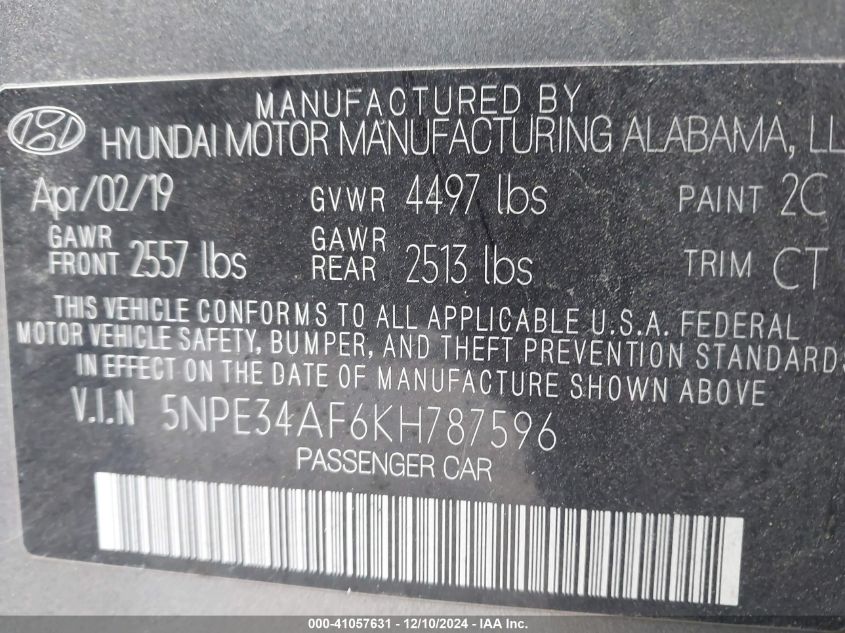 MANUFACTURED BY
HYUNDAI MOTOR MANUFACTURING ALABAMA, LL
Apr/02/19 GVWR 4497 lbs PAINT 2C
GAWR FRONT 2557 lbs GAWR REAR 2513 lbs TRIM CT
THIS VEHICLE CONFORMS TO ALL APPLICABLE U.S.A. FEDERAL
MOTOR VEHICLE SAFETY, BUMPER, AND THEFT PREVENTION STANDARDS
IN EFFECT ON THE DATE OF MANUFACTURE SHOWN ABOVE
V.I.N 5NPE34AF6KH787596
PASSENGER CAR
000-41057631 - 12/10/2024 - IAA Inc.